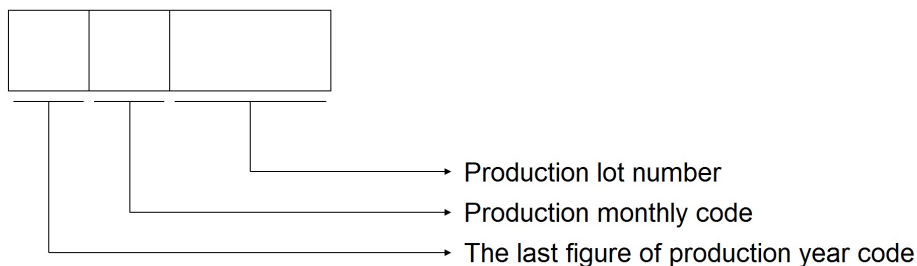 Production lot number
Production monthly code
The last figure of production year code